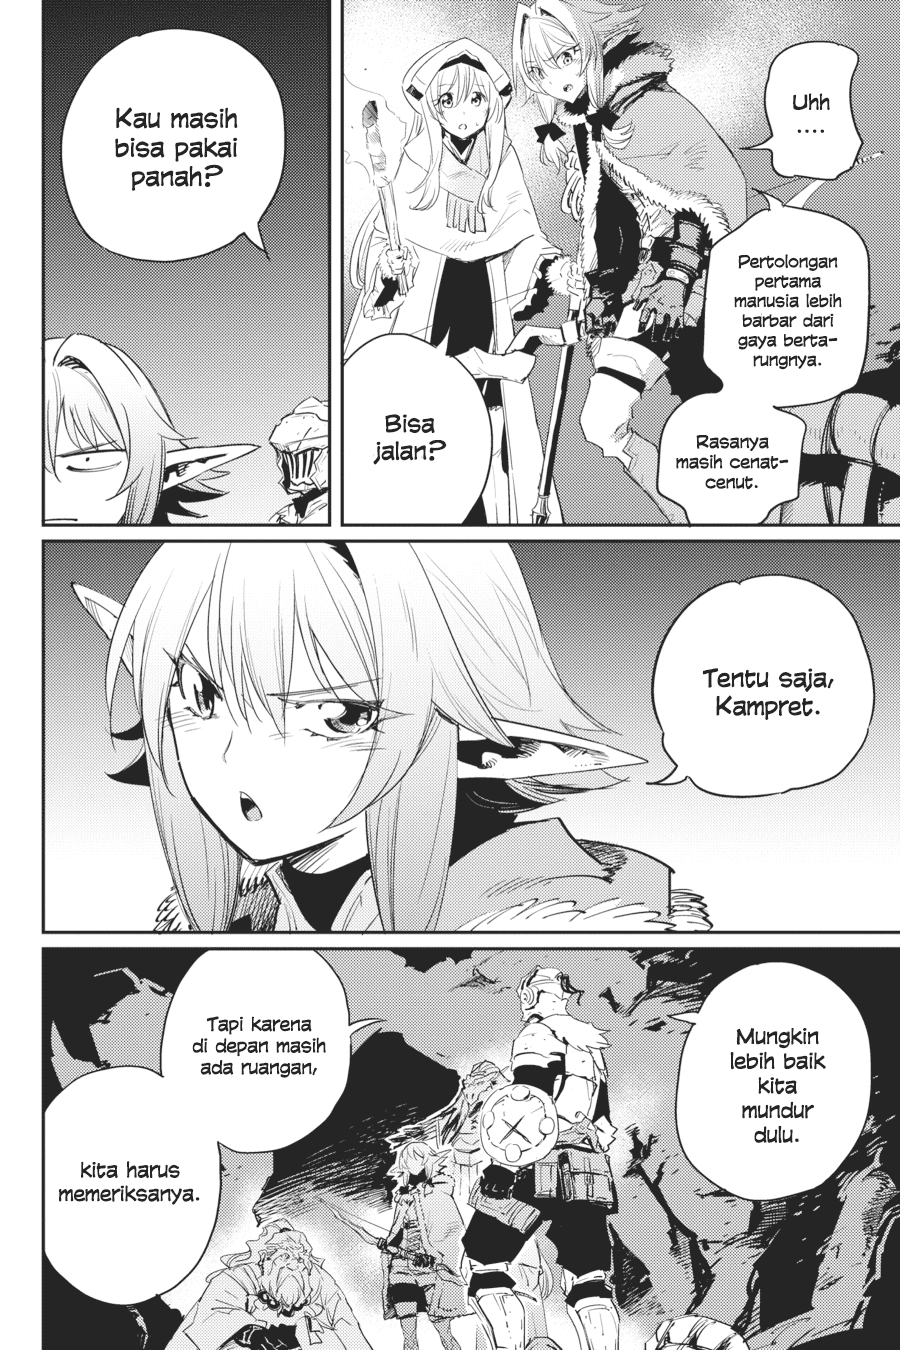 Uhh
....
Pertolongan
pertama
manusia lebih
barbar dari
gaya berta-
rungnya.
Rasanya
masih cenat-
cenut.
Bisa
jalan?
Kau masih
bisa pakai
panah?
Tentu saja,
Kampret.
Mungkin
lebih baik
kita
mundur
dulu.
Tapi karena
di depan masih
ada ruangan,
kita harus
memeriksanya.